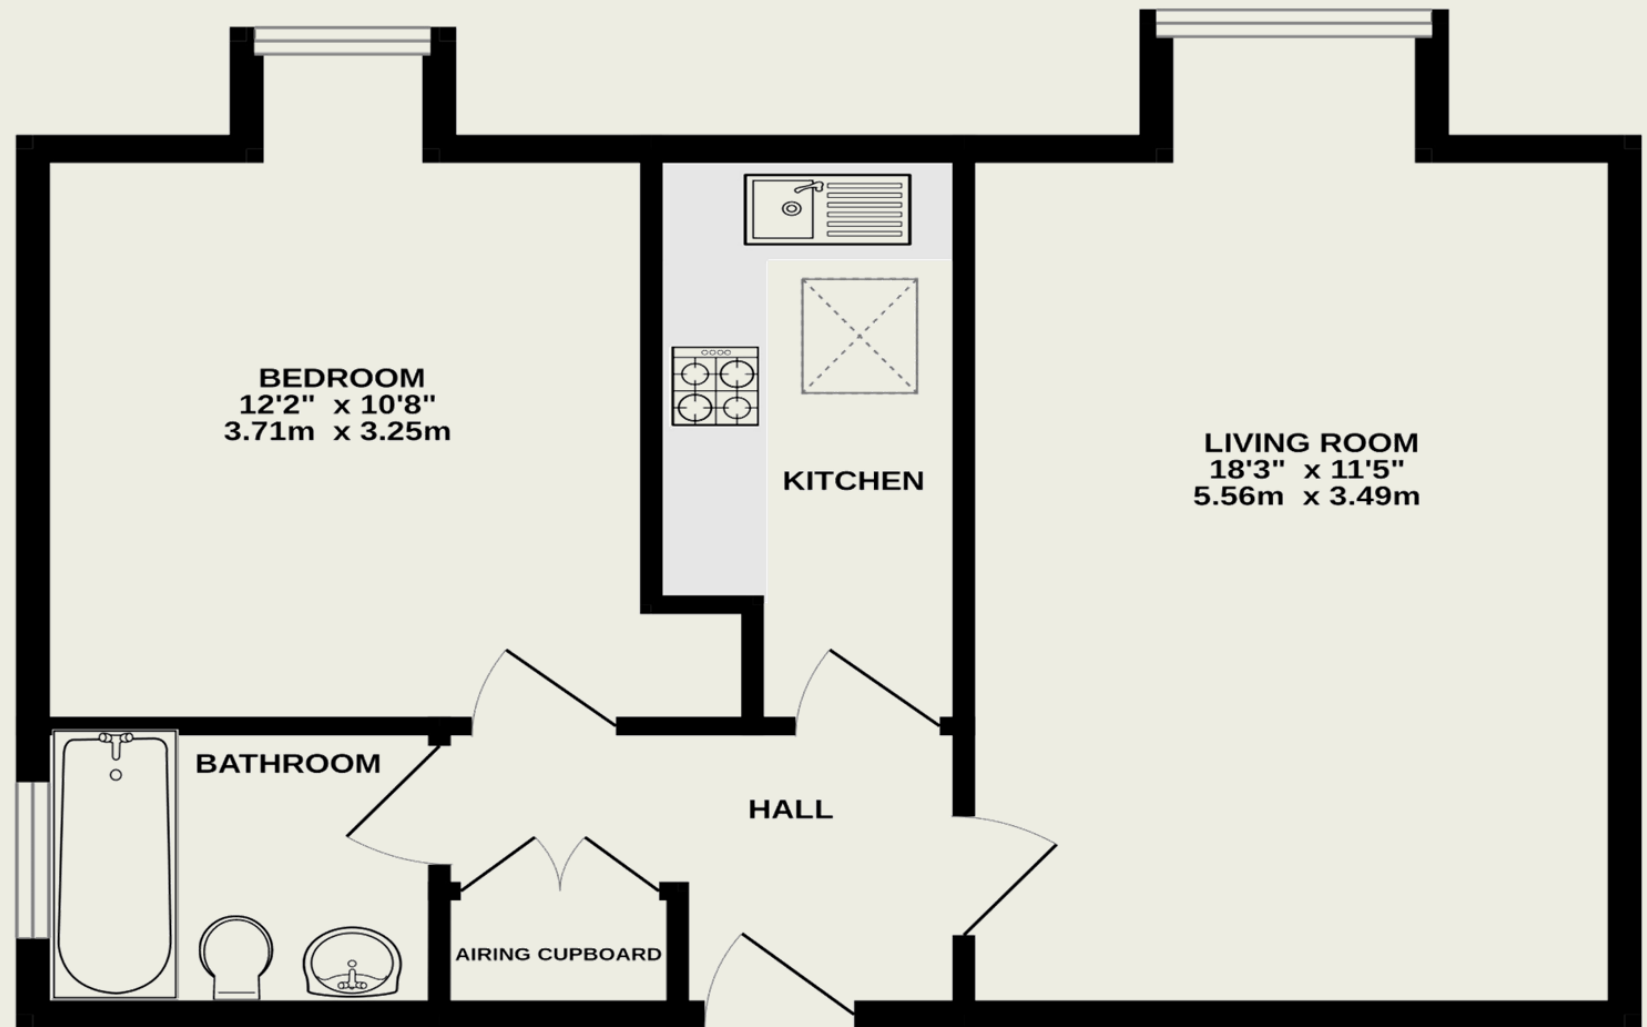 BEDROOM
12'2" x 10'8"
3.71m x 3.25m
KITCHEN
LIVING ROOM
18'3" x 11'5"
5.56m x 3.49m
BATHROOM
HALL
AIRING CUPBOARD